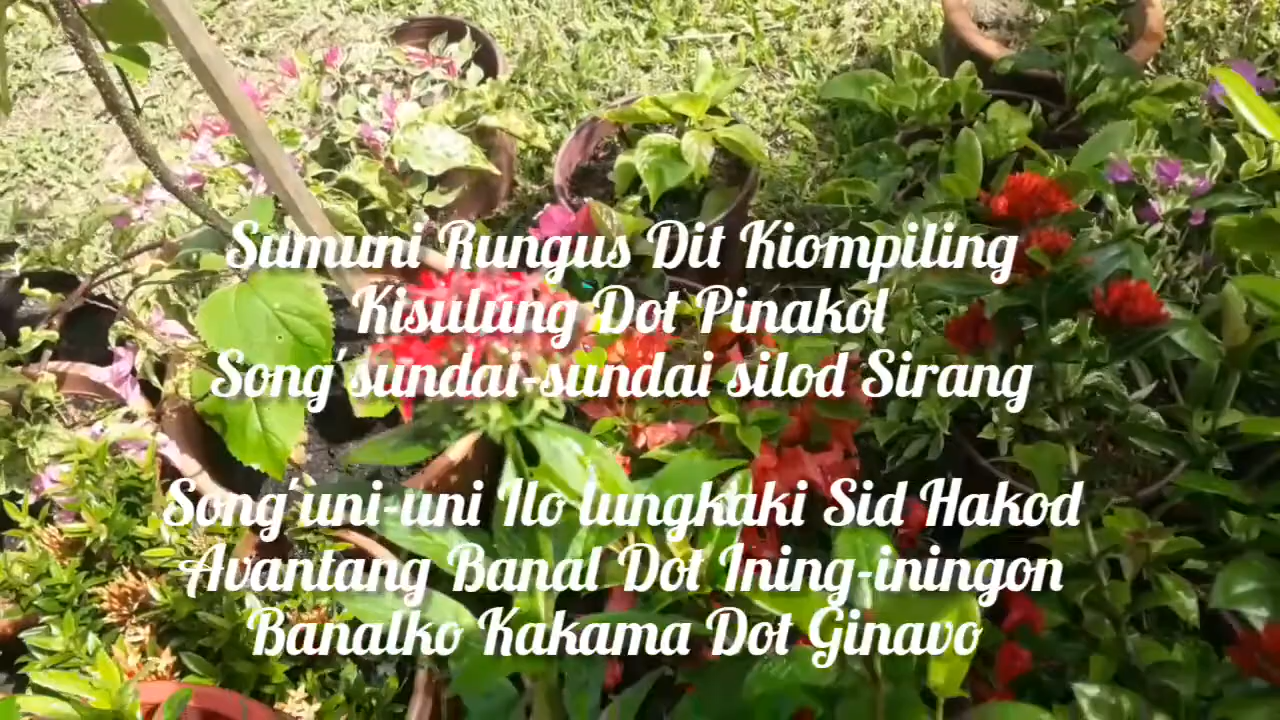 Sumuni Rungus Dit Kiompiling
Kisulung Dot Pinakol
Song'sundai-sundai silod Sirang
Song'uni-uni Ilo lungkaki Sid Hakod
Avantang Banal Dot Ining-iningon
Banalko Kakama Dot Ginavo